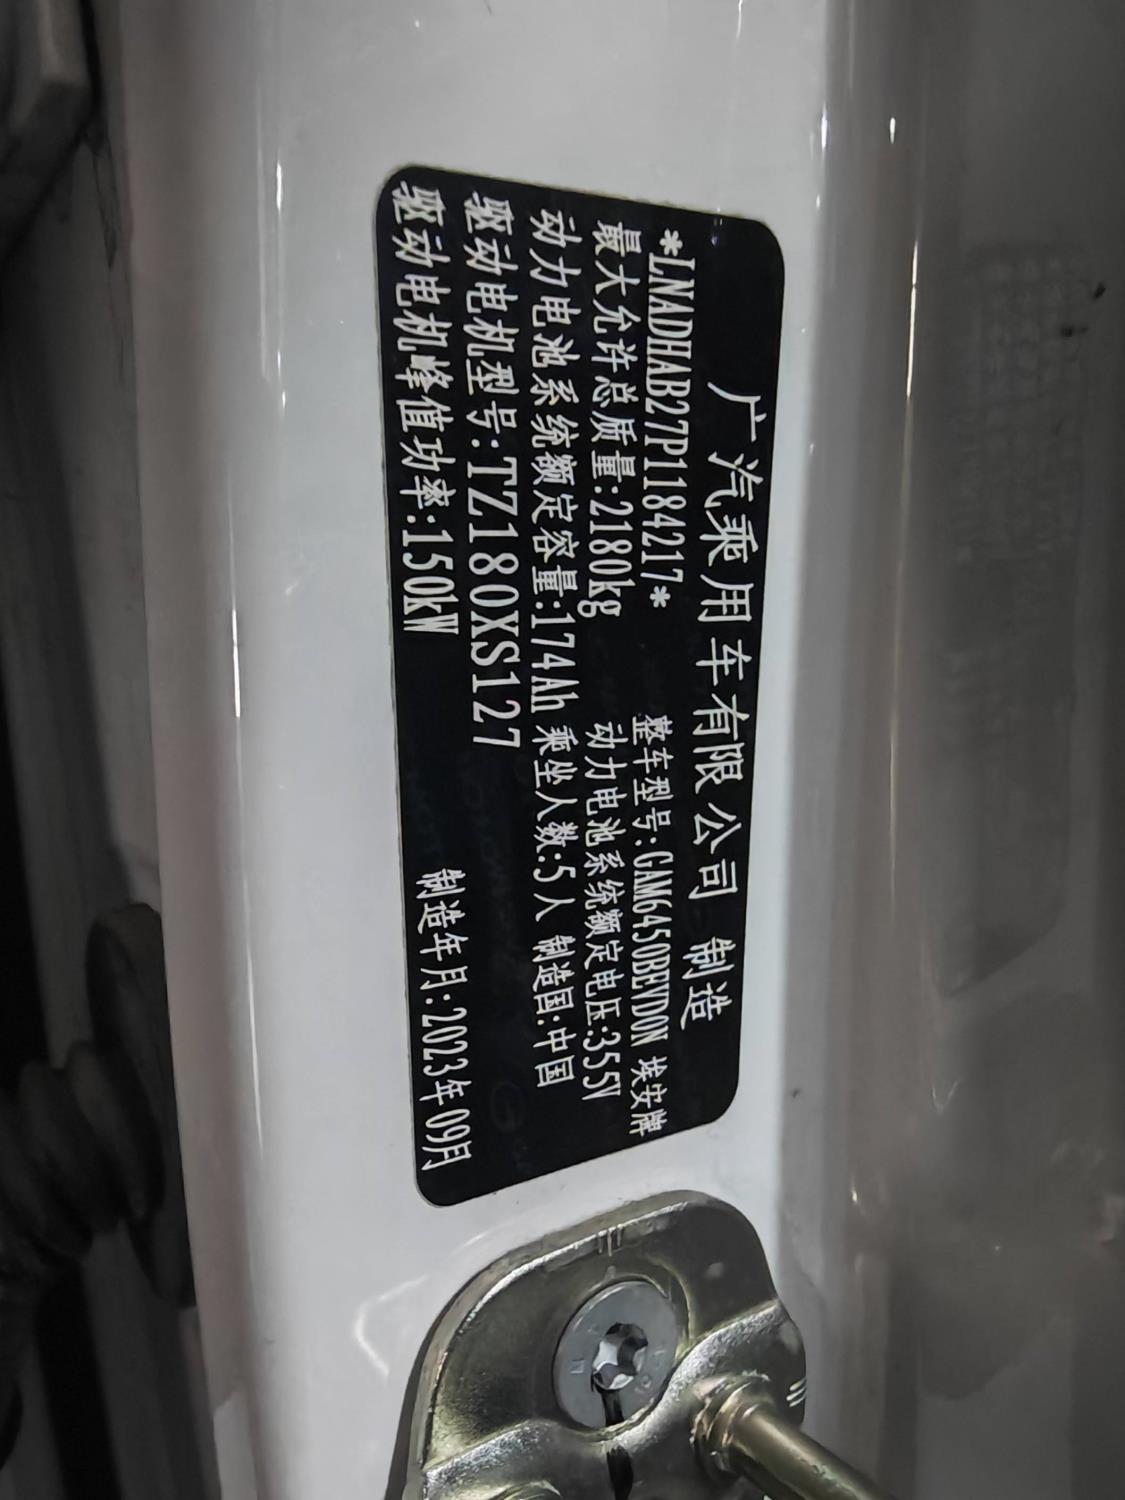 广汽乘用车有限公司 制造
*LNADHAB27P1184217* 整车型号:GAM6450BEVD0N 埃安牌
最大允许总质量:2180kg 动力电池系统额定电压:355V
动力电池系统额定容量:174Ah 乘坐人数:5人 制造国:中国
驱动电机型号:TZ180XS127
驱动电机峰值功率:150kW 制造年月:2023年09月